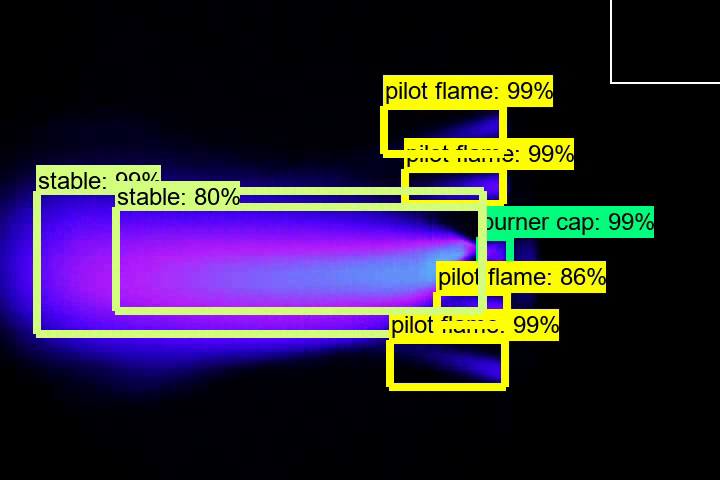 pilot flame: 99%
pilot flame: 99%
stable: 99%
stable: 80%
burner cap: 99%
pilot flame: 86%
pilot flame: 99%